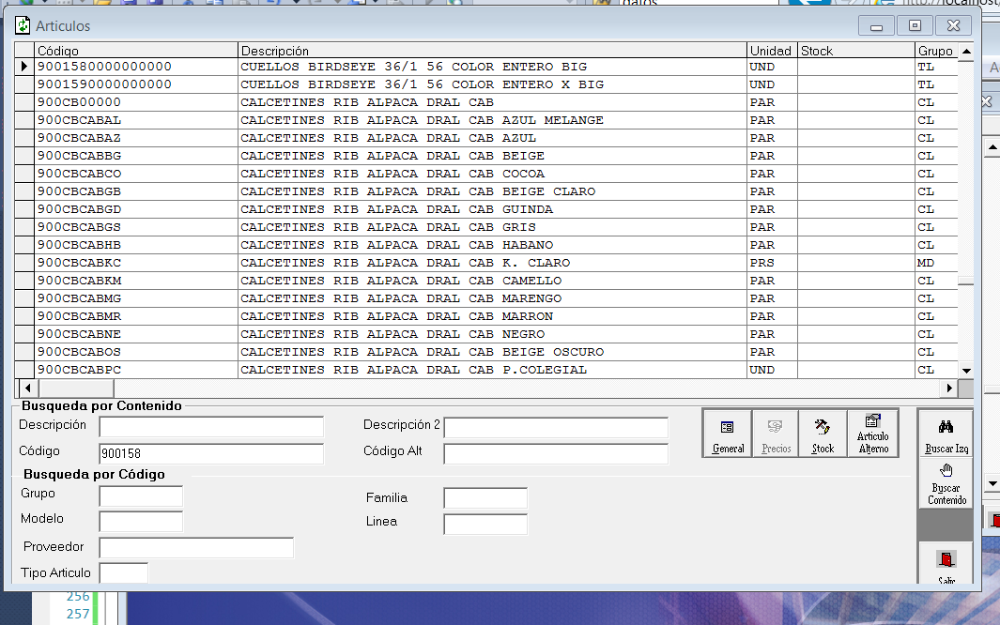 datos
http://localhost/
Articulos
Código Descripción Unidad Stock Grupo
9001580000000000 CUELLOS BIRDSEYE 36/1 56 COLOR ENTERO BIG UND TL
9001590000000000 CUELLOS BIRDSEYE 36/1 56 COLOR ENTERO X BIG UND TL
900CB00000 CALCETINES RIB ALPACA DRAL CAB PAR CL
900CBCABAL CALCETINES RIB ALPACA DRAL CAB AZUL MELANGE PAR CL
900CBCABAZ CALCETINES RIB ALPACA DRAL CAB AZUL PAR CL
900CBCABBG CALCETINES RIB ALPACA DRAL CAB BEIGE PAR CL
900CBCABCO CALCETINES RIB ALPACA DRAL CAB COCOA PAR CL
900CBCABGB CALCETINES RIB ALPACA DRAL CAB BEIGE CLARO PAR CL
900CBCABGD CALCETINES RIB ALPACA DRAL CAB GUINDA PAR CL
900CBCABGS CALCETINES RIB ALPACA DRAL CAB GRIS PAR CL
900CBCABHB CALCETINES RIB ALPACA DRAL CAB HABANO PAR CL
900CBCABKC CALCETINES RIB ALPACA DRAL CAB K. CLARO PRS MD
900CBCABKM CALCETINES RIB ALPACA DRAL CAB CAMELLO PAR CL
900CBCABMG CALCETINES RIB ALPACA DRAL CAB MARENGO PAR CL
900CBCABMR CALCETINES RIB ALPACA DRAL CAB MARRON PAR CL
900CBCABNE CALCETINES RIB ALPACA DRAL CAB NEGRO PAR CL
900CBCABOS CALCETINES RIB ALPACA DRAL CAB BEIGE OSCURO PAR CL
900CBCABPC CALCETINES RIB ALPACA DRAL CAB P.COLEGIAL UND CL
Busqueda por Contenido
Descripción Descripción 2
Código 900158 Código Alt
General Precios Stock Articulo Alterno
Buscar Izq
Buscar Contenido
Salir
Busqueda por Código
Grupo Familia
Modelo Linea
Proveedor
Tipo Articulo
256
257